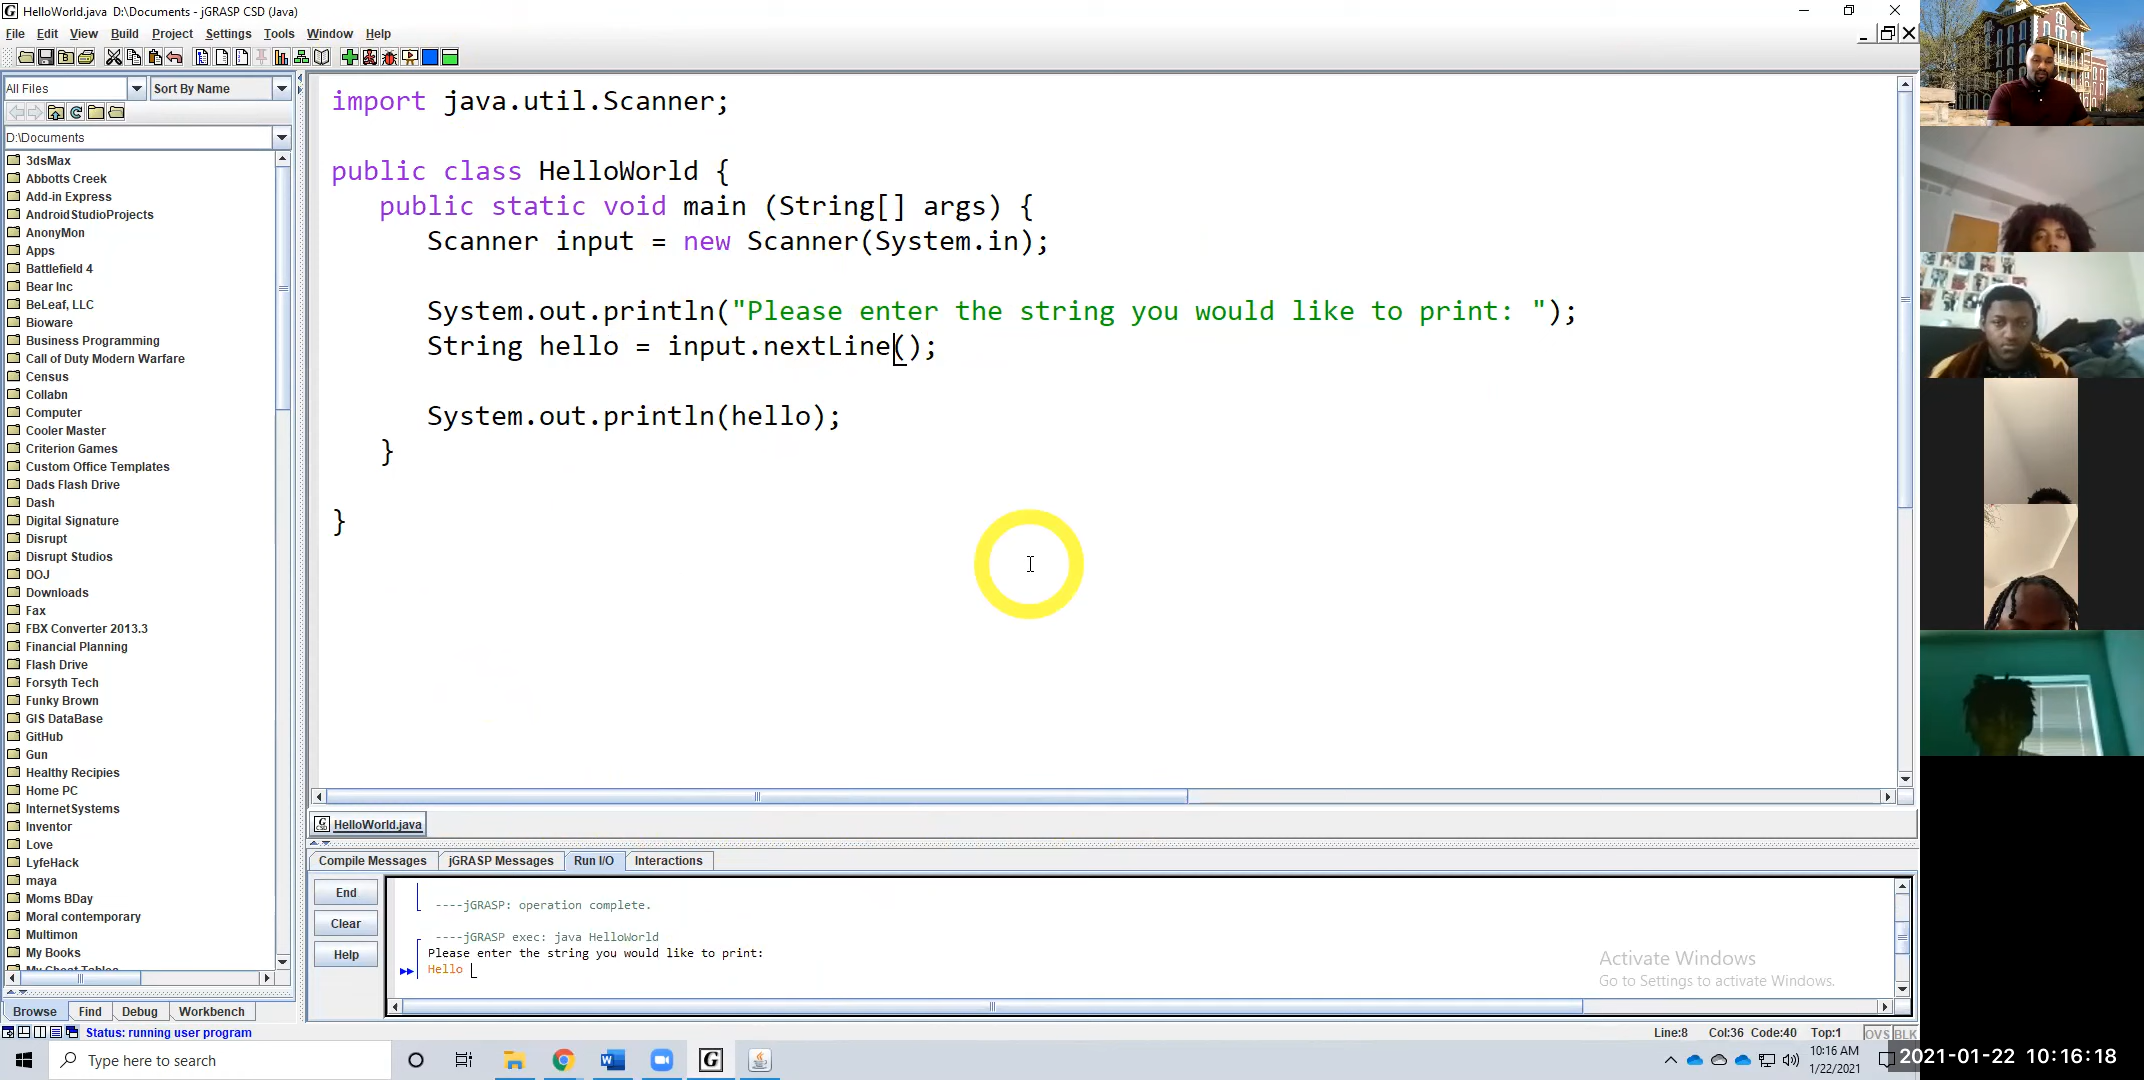 HelloWorld.java  D:\Documents - jGRASP CSD (Java)
File Edit View Build Project Settings Tools Window Help
All Files Sort By Name
D:\Documents
3dsMax
Abbotts Creek
Add-in Express
AndroidStudioProjects
AnonyMon
Apps
Battlefield 4
Bear Inc
BeLeaf, LLC
Bioware
Business Programming
Call of Duty Modern Warfare
Census
Collabn
Computer
Cooler Master
Criterion Games
Custom Office Templates
Dads Flash Drive
Dash
Digital Signature
Disrupt
Disrupt Studios
DOJ
Downloads
Fax
FBX Converter 2013.3
Financial Planning
Flash Drive
Forsyth Tech
Funky Brown
GIS DataBase
GitHub
Gun
Healthy Recipies
Home PC
InternetSystems
Inventor
Love
LyfeHack
maya
Moms BDay
Moral contemporary
Multimon
My Books
My Cheat Tables
Browse Find Debug Workbench
import java.util.Scanner;
public class HelloWorld {
public static void main (String[] args) {
Scanner input = new Scanner(System.in);
System.out.println("Please enter the string you would like to print: ");
String hello = input.nextLine();
System.out.println(hello);
}
}
HelloWorld.java
Compile Messages jGRASP Messages Run I/O Interactions
End
Clear
Help
----jGRASP: operation complete.
----jGRASP exec: java HelloWorld
Please enter the string you would like to print:
Hello
Activate Windows
Go to Settings to activate Windows.
Status: running user program
Line:8 Col:36 Code:40 Top:1 OVS BLK
Type here to search
10:16 AM
1/22/2021
2021-01-22 10:16:18